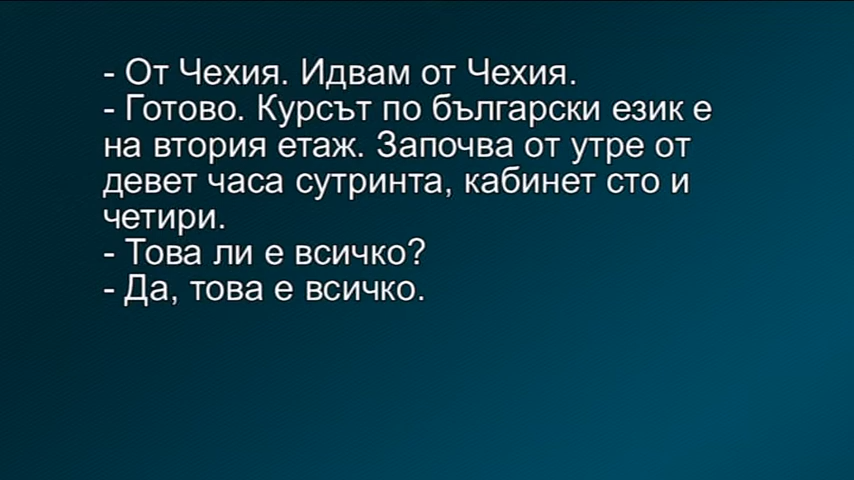 - От Чехия. Идвам от Чехия.
- Готово. Курсът по български език е
на втория етаж. Започва от утре от
девет часа сутринта, кабинет сто и
четири.
- Това ли е всичко?
- Да, това е всичко.